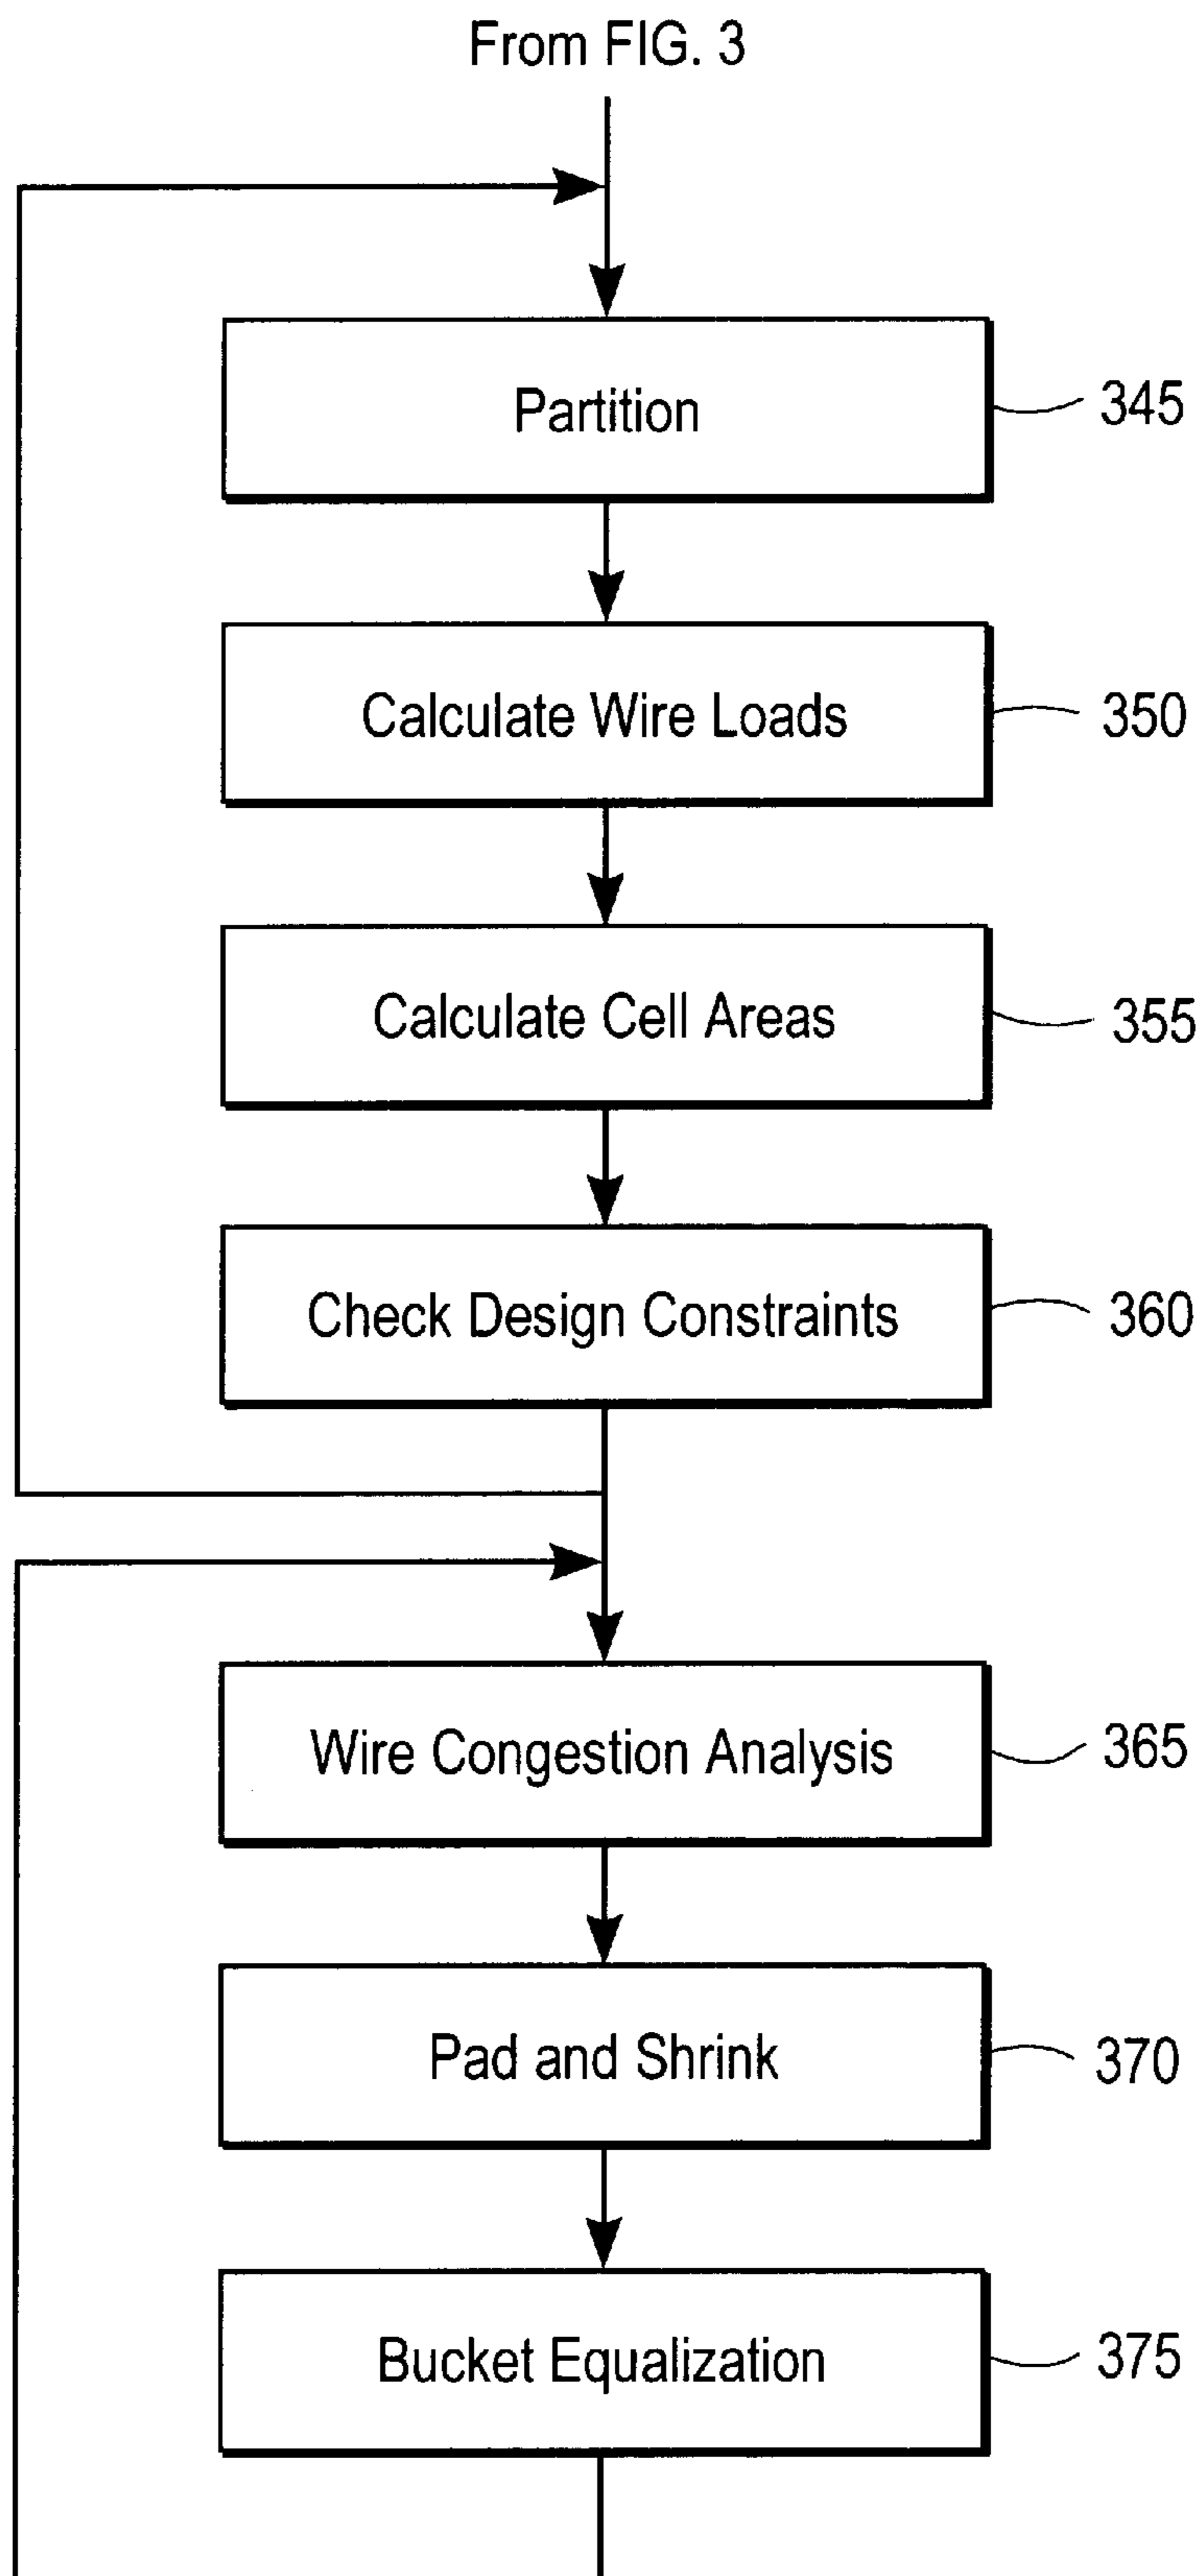 From FIG. 3
Partition
345
Calculate Wire Loads
350
Calculate Cell Areas
355
Check Design Constraints
360
Wire Congestion Analysis
365
Pad and Shrink
370
Bucket Equalization
375